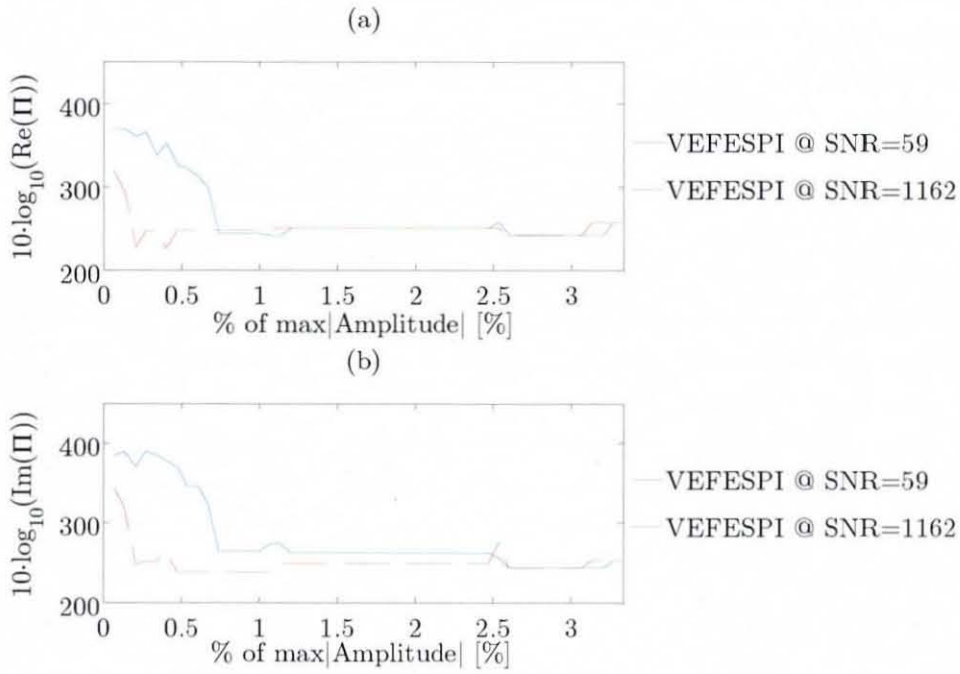 (a)
10·log₁₀(Re(Π))
400
300
200
0 0.5 1 1.5 2 2.5 3
% of max|Amplitude| [%]
VEFESPI @ SNR=59
VEFESPI @ SNR=1162
(b)
10·log₁₀(Im(Π))
400
300
200
0 0.5 1 1.5 2 2.5 3
% of max|Amplitude| [%]
VEFESPI @ SNR=59
VEFESPI @ SNR=1162